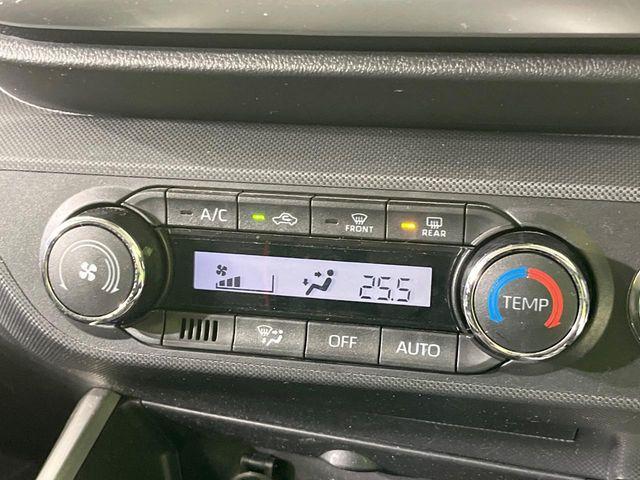 A/C
FRONT
REAR
25.5
TEMP
OFF
AUTO